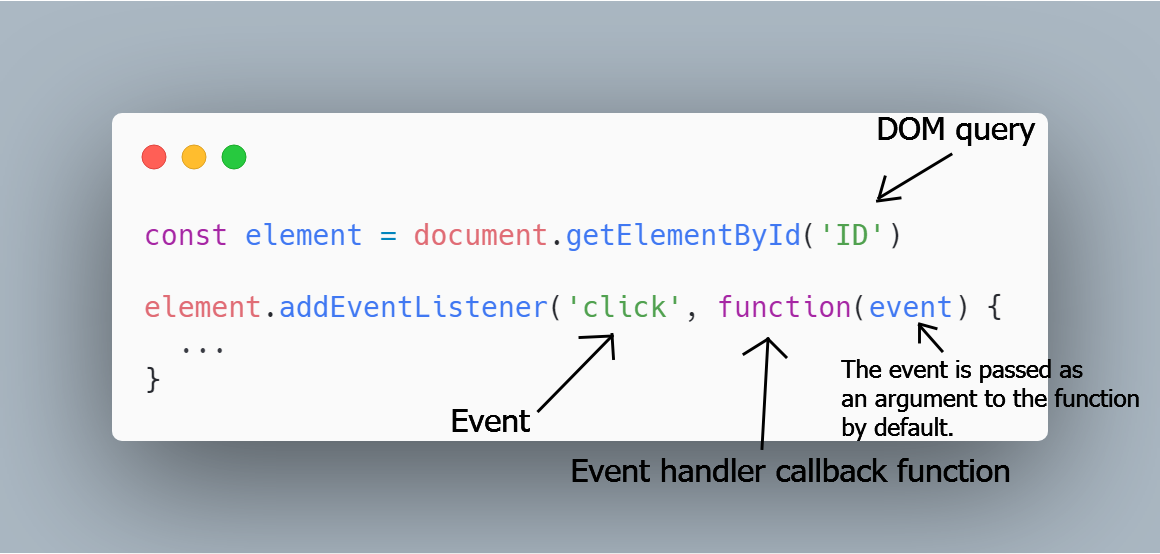 DOM query
const element = document.getElementById('ID')
element.addEventListener('click', function(event) {
...
}
The event is passed as
an argument to the function
by default.
Event
Event handler callback function